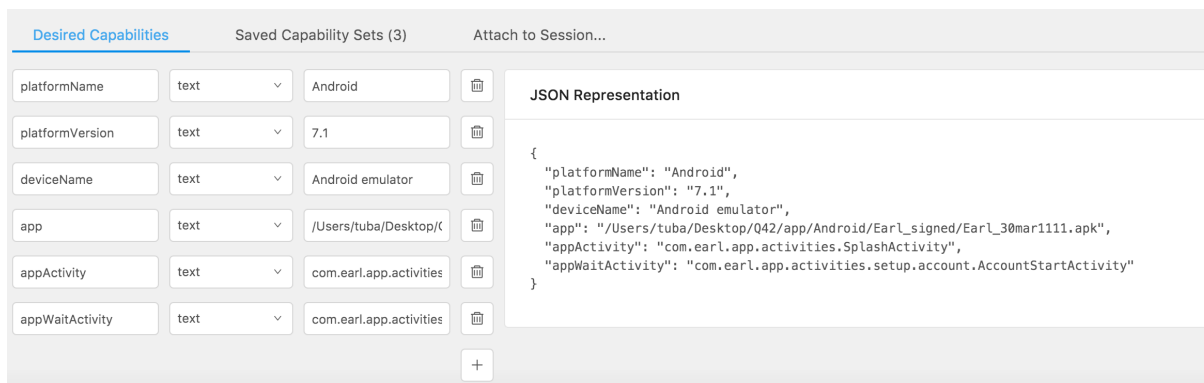 Desired Capabilities
Saved Capability Sets (3)
Attach to Session...
platformName text Android
platformVersion text 7.1
deviceName text Android emulator
app text /Users/tuba/Desktop/(
appActivity text com.earl.app.activities
appWaitActivity text com.earl.app.activities
+
JSON Representation
{
"platformName": "Android",
"platformVersion": "7.1",
"deviceName": "Android emulator",
"app": "/Users/tuba/Desktop/Q42/app/Android/Earl_signed/Earl_30mar1111.apk",
"appActivity": "com.earl.app.activities.SplashActivity",
"appWaitActivity": "com.earl.app.activities.setup.account.AccountStartActivity"
}